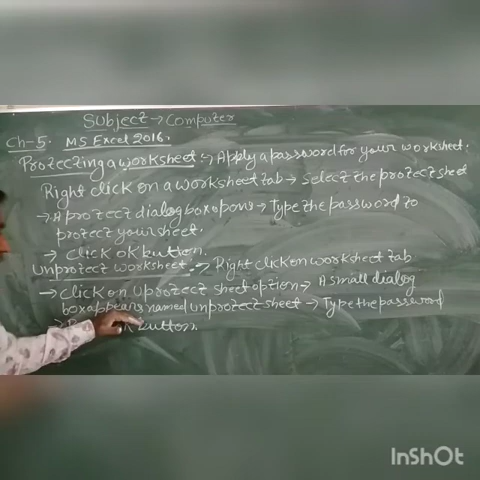 Subject → Computer
Ch-5. MS Excel 2016.
Protecting a worksheet :→ Apply a password for your worksheet.
Right click on a worksheet tab → Select the protect sheet
→ A protect dialog box opons → Type the password to
protect your sheet.
→ Click OK button.
Unprotect worksheet :→ Right click on worksheet tab
→ Click on Uprotect sheet option → A small dialog
box appears named unprotect sheet → Type the password
button.
InShOt